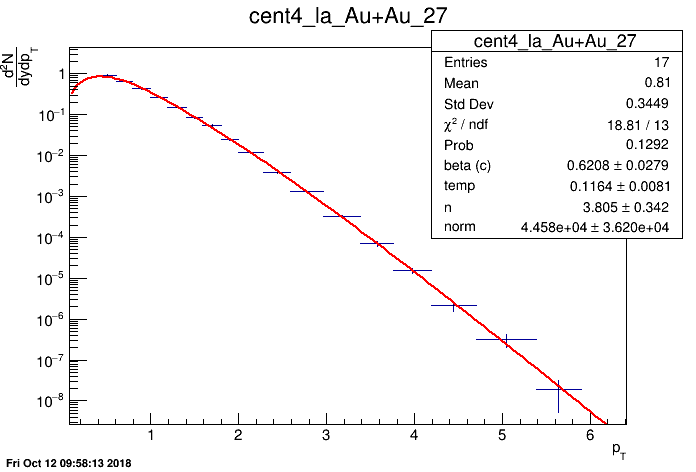 cent4_la_Au+Au_27
d²N
dydp_T
cent4_la_Au+Au_27
Entries 17
Mean 0.81
Std Dev 0.3449
χ² / ndf 18.81 / 13
Prob 0.1292
beta (c) 0.6208 ± 0.0279
temp 0.1164 ± 0.0081
n 3.805 ± 0.342
norm 4.458e+04 ± 3.620e+04
1
10⁻¹
10⁻²
10⁻³
10⁻⁴
10⁻⁵
10⁻⁶
10⁻⁷
10⁻⁸
1 2 3 4 5 6
p_T
Fri Oct 12 09:58:13 2018